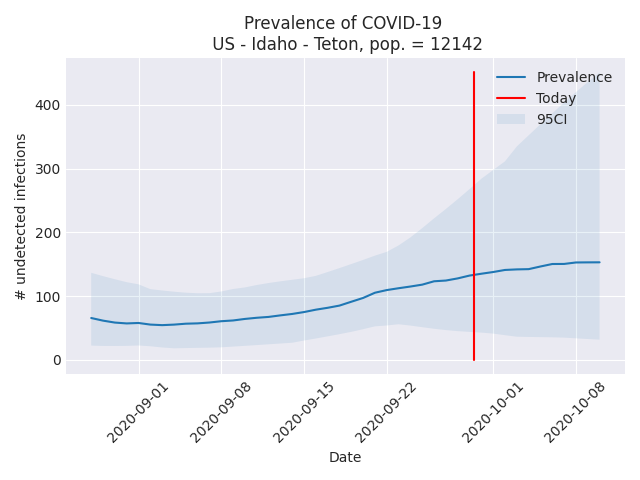 Prevalence of COVID-19
US - Idaho - Teton, pop. = 12142
Prevalence
Today
95CI
# undetected infections
400
300
200
100
0
2020-09-01
2020-09-08
2020-09-15
2020-09-22
2020-10-01
2020-10-08
Date